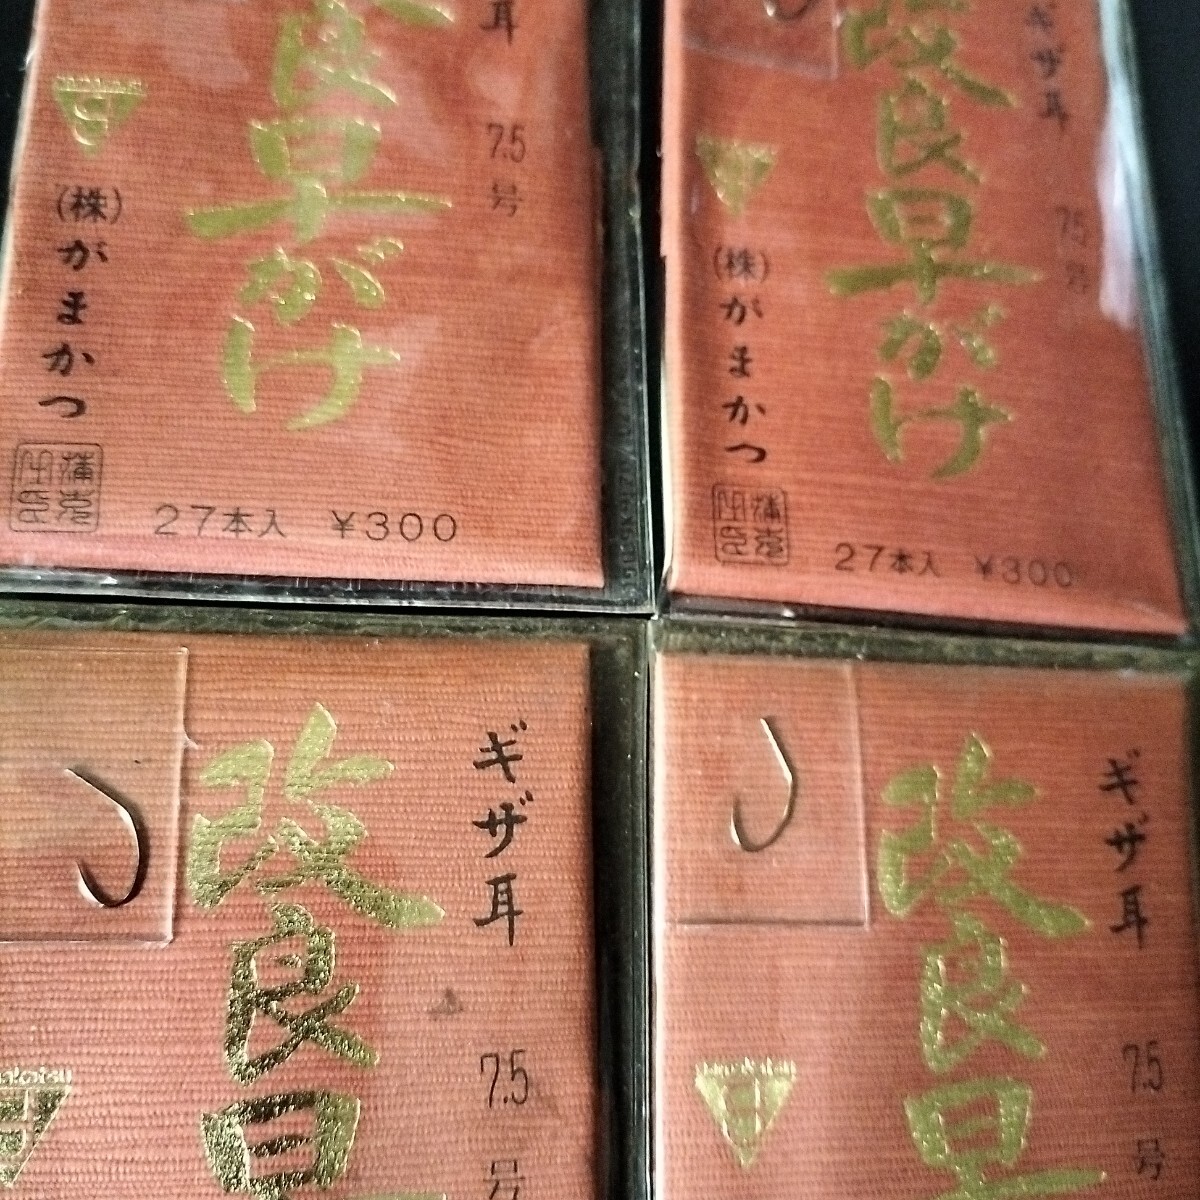 耳
7.5
号
良早がけ
(株)がまかつ
27本入 ¥300
ギザ耳
7.5
号
改良早がけ
(株)がまかつ
27本入 ¥300
ギザ耳
7.5
号
改良早
ギザ耳
7.5
号
改良早